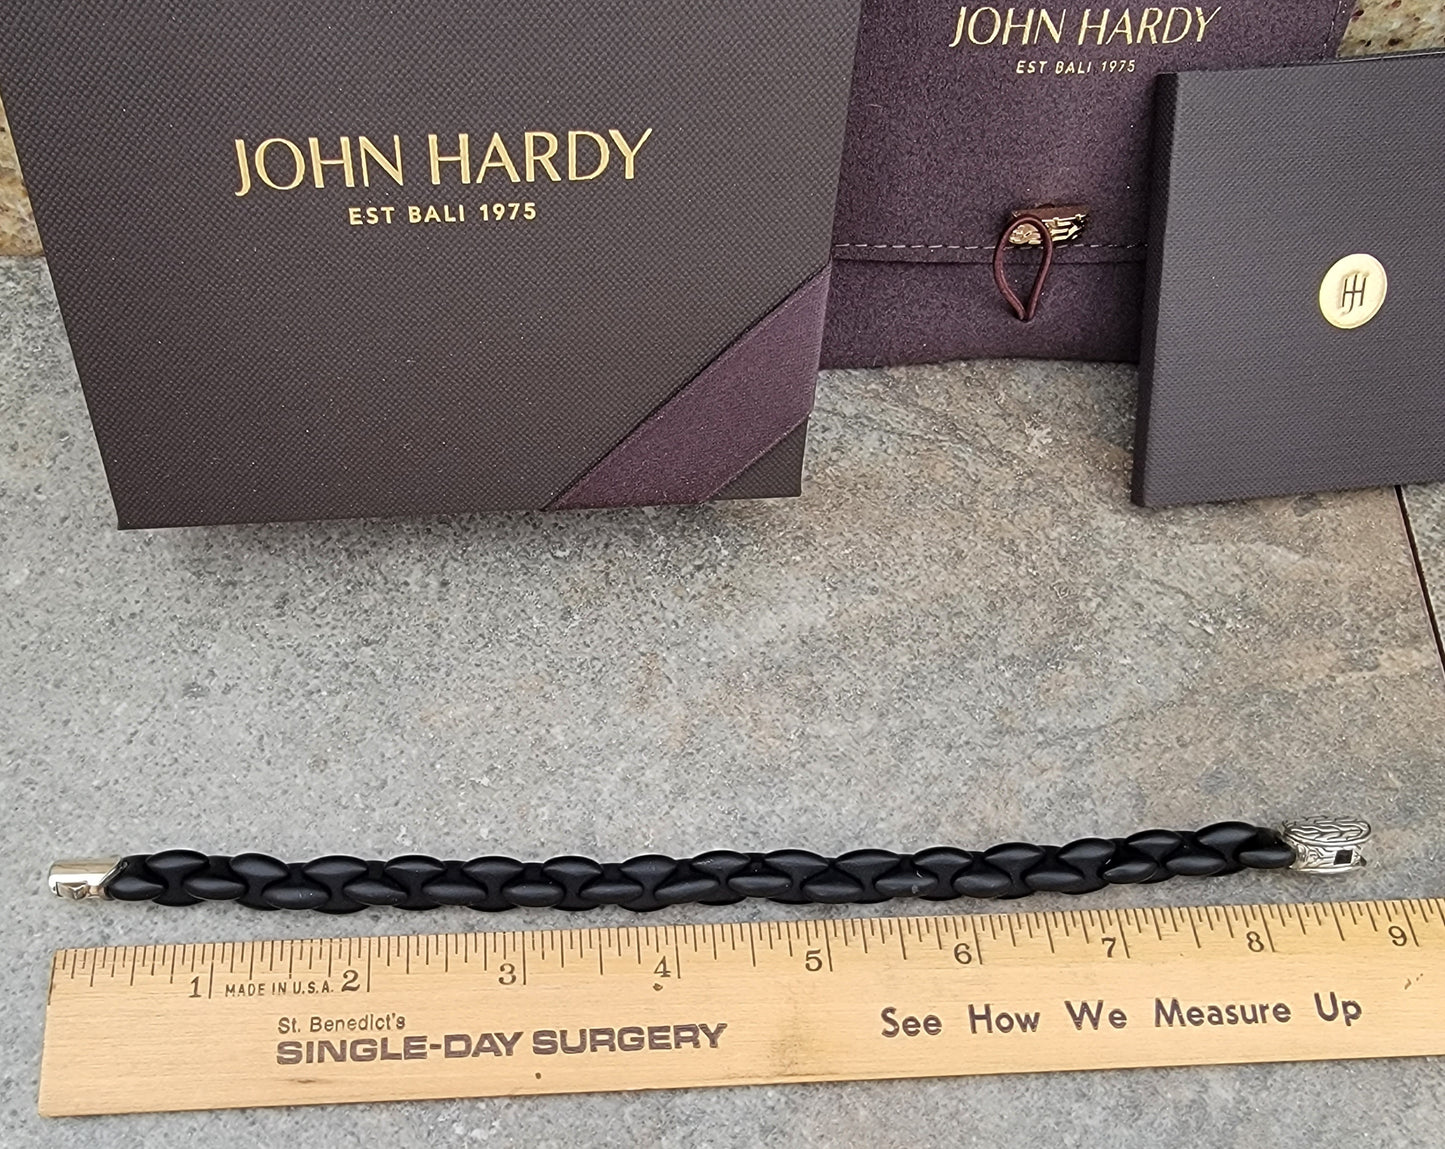 JOHN HARDY
EST BALI 1975
JOHN HARDY
EST BALI 1975
JH
1 2 3 4 5 6 7 8 9
MADE IN U.S.A.
St. Benedict's
SINGLE-DAY SURGERY
See How We Measure Up